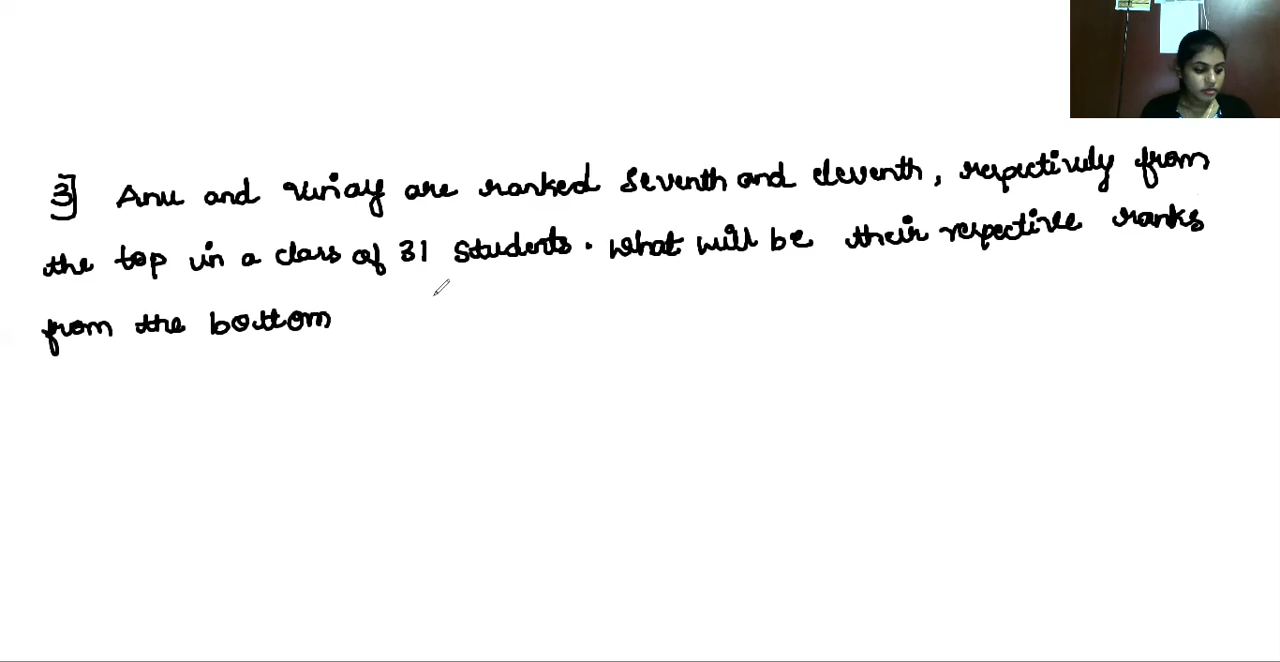 3] Anu and are ranked seventh and eleventh, respectively from
the top in a class of 31 students. What will be their respective ranks
from the bottom